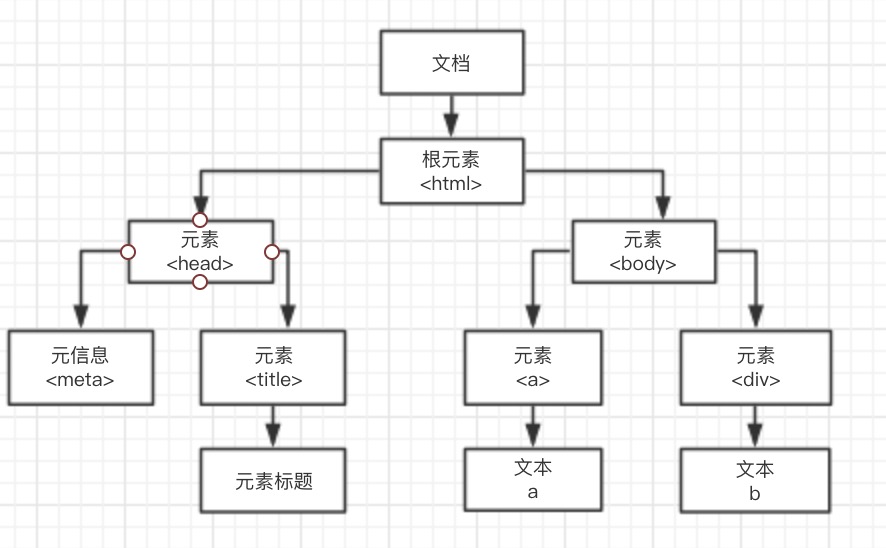 文档
根元素
<html>
元素
<head>
元素
<body>
元信息
<meta>
元素
<title>
元素
<a>
元素
<div>
元素标题
文本
a
文本
b